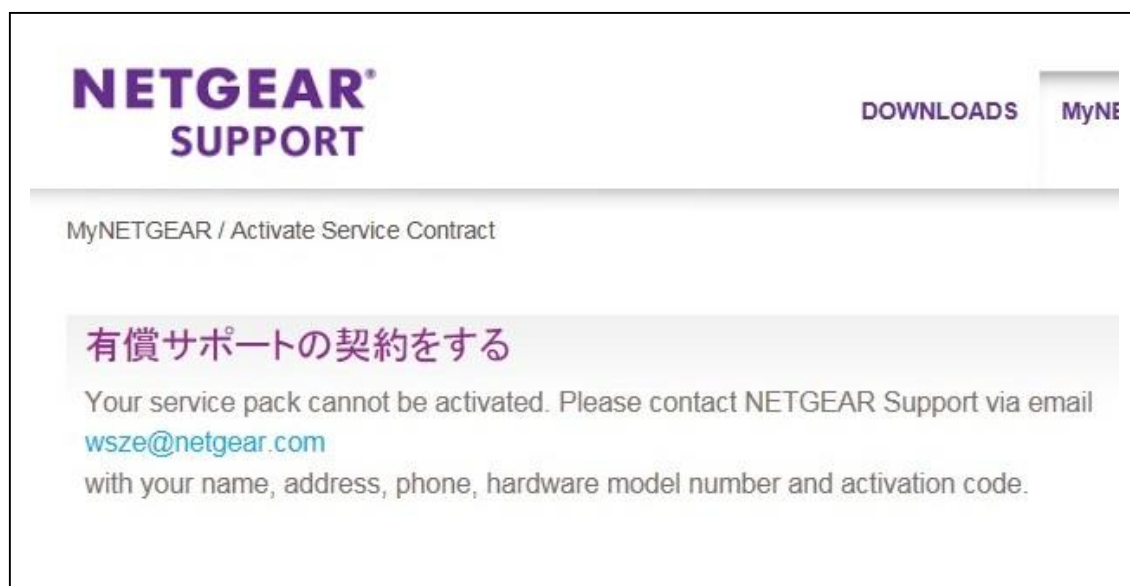 NETGEAR®
SUPPORT
DOWNLOADS MyNE
MyNETGEAR / Activate Service Contract
有償サポートの契約をする
Your service pack cannot be activated. Please contact NETGEAR Support via email
wsze@netgear.com
with your name, address, phone, hardware model number and activation code.